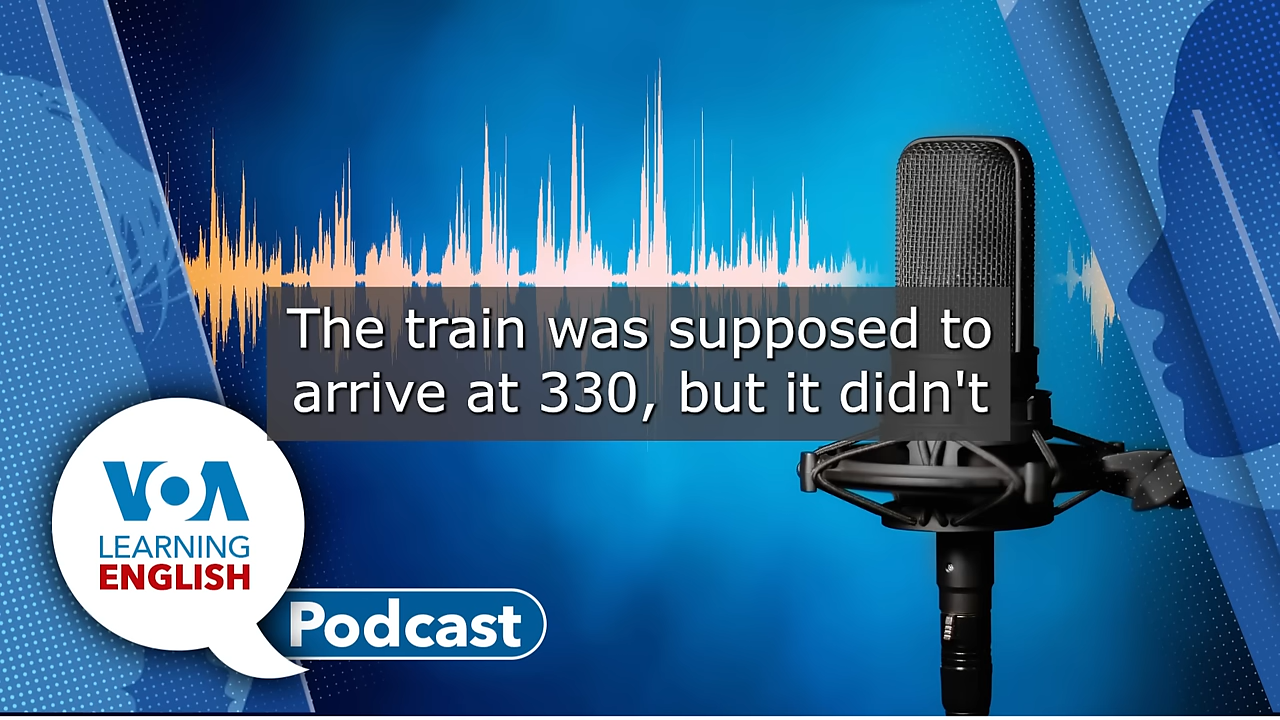 The train was supposed to
arrive at 330, but it didn't
VOA
LEARNING
ENGLISH
Podcast